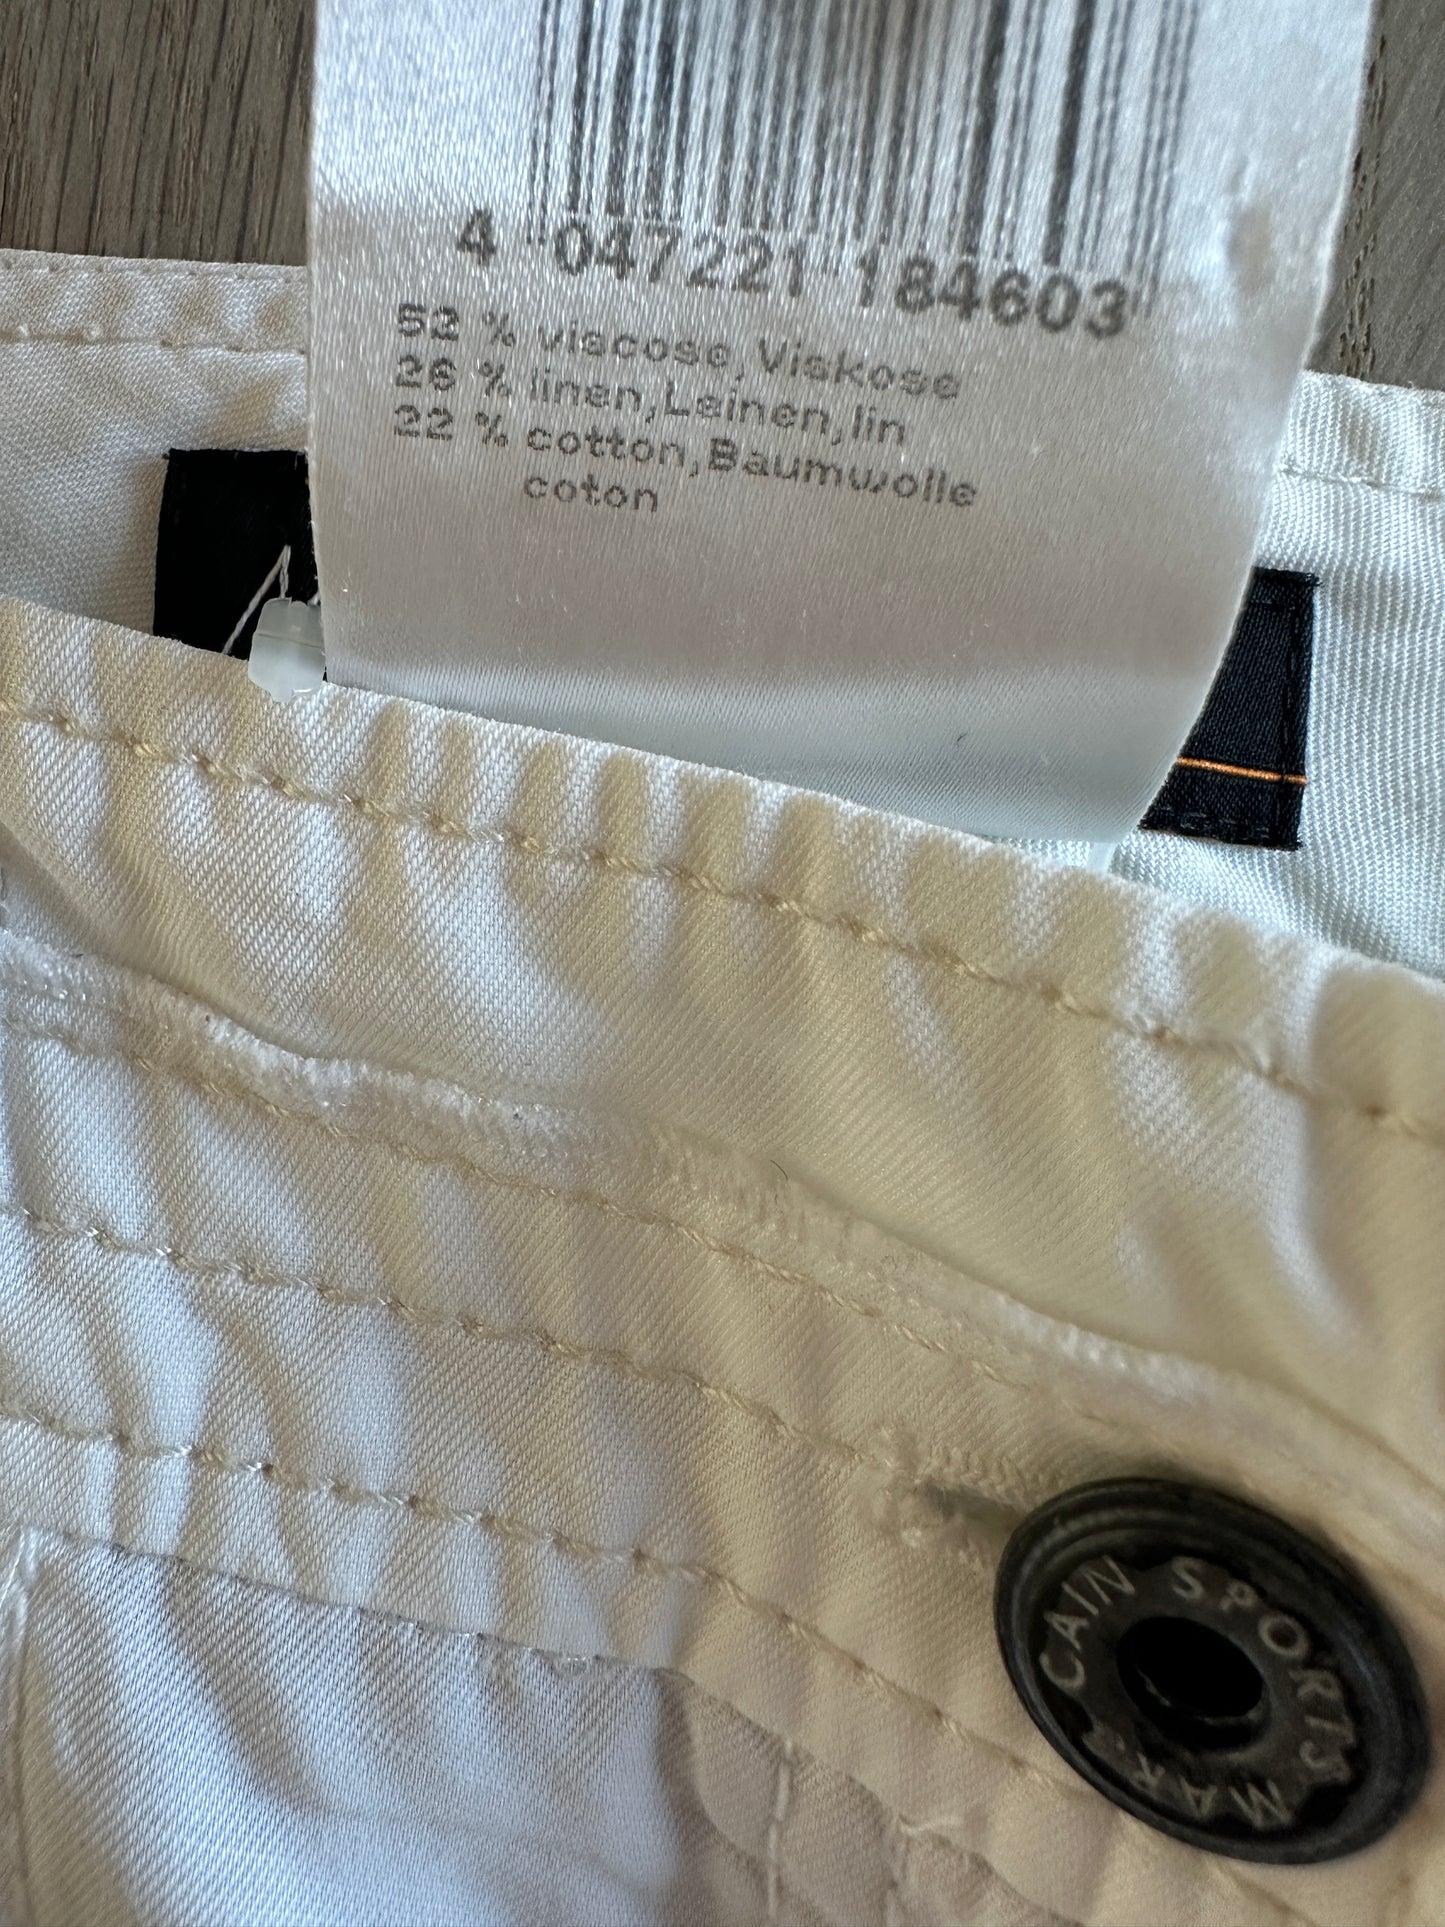 4 047221 184603
52 % viscose, Viskose
26 % linen,Leinen,lin
22 % cotton,Baumwolle
coton
MARC CAIN SPORTS